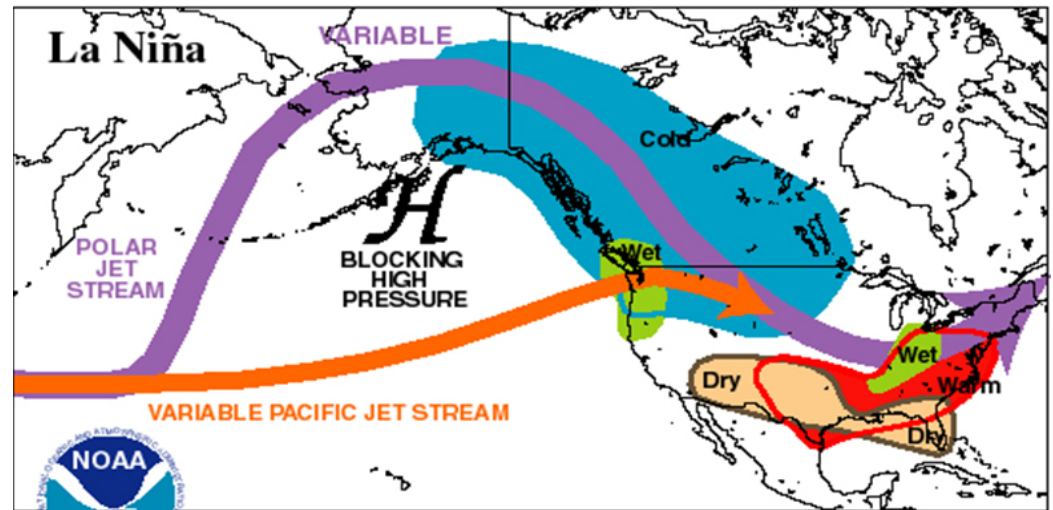 La Niña
VARIABLE
Cold
POLAR
JET
STREAM
H
BLOCKING
HIGH
PRESSURE
Wet
VARIABLE PACIFIC JET STREAM
Dry
Wet
Warm
Dry
NOAA